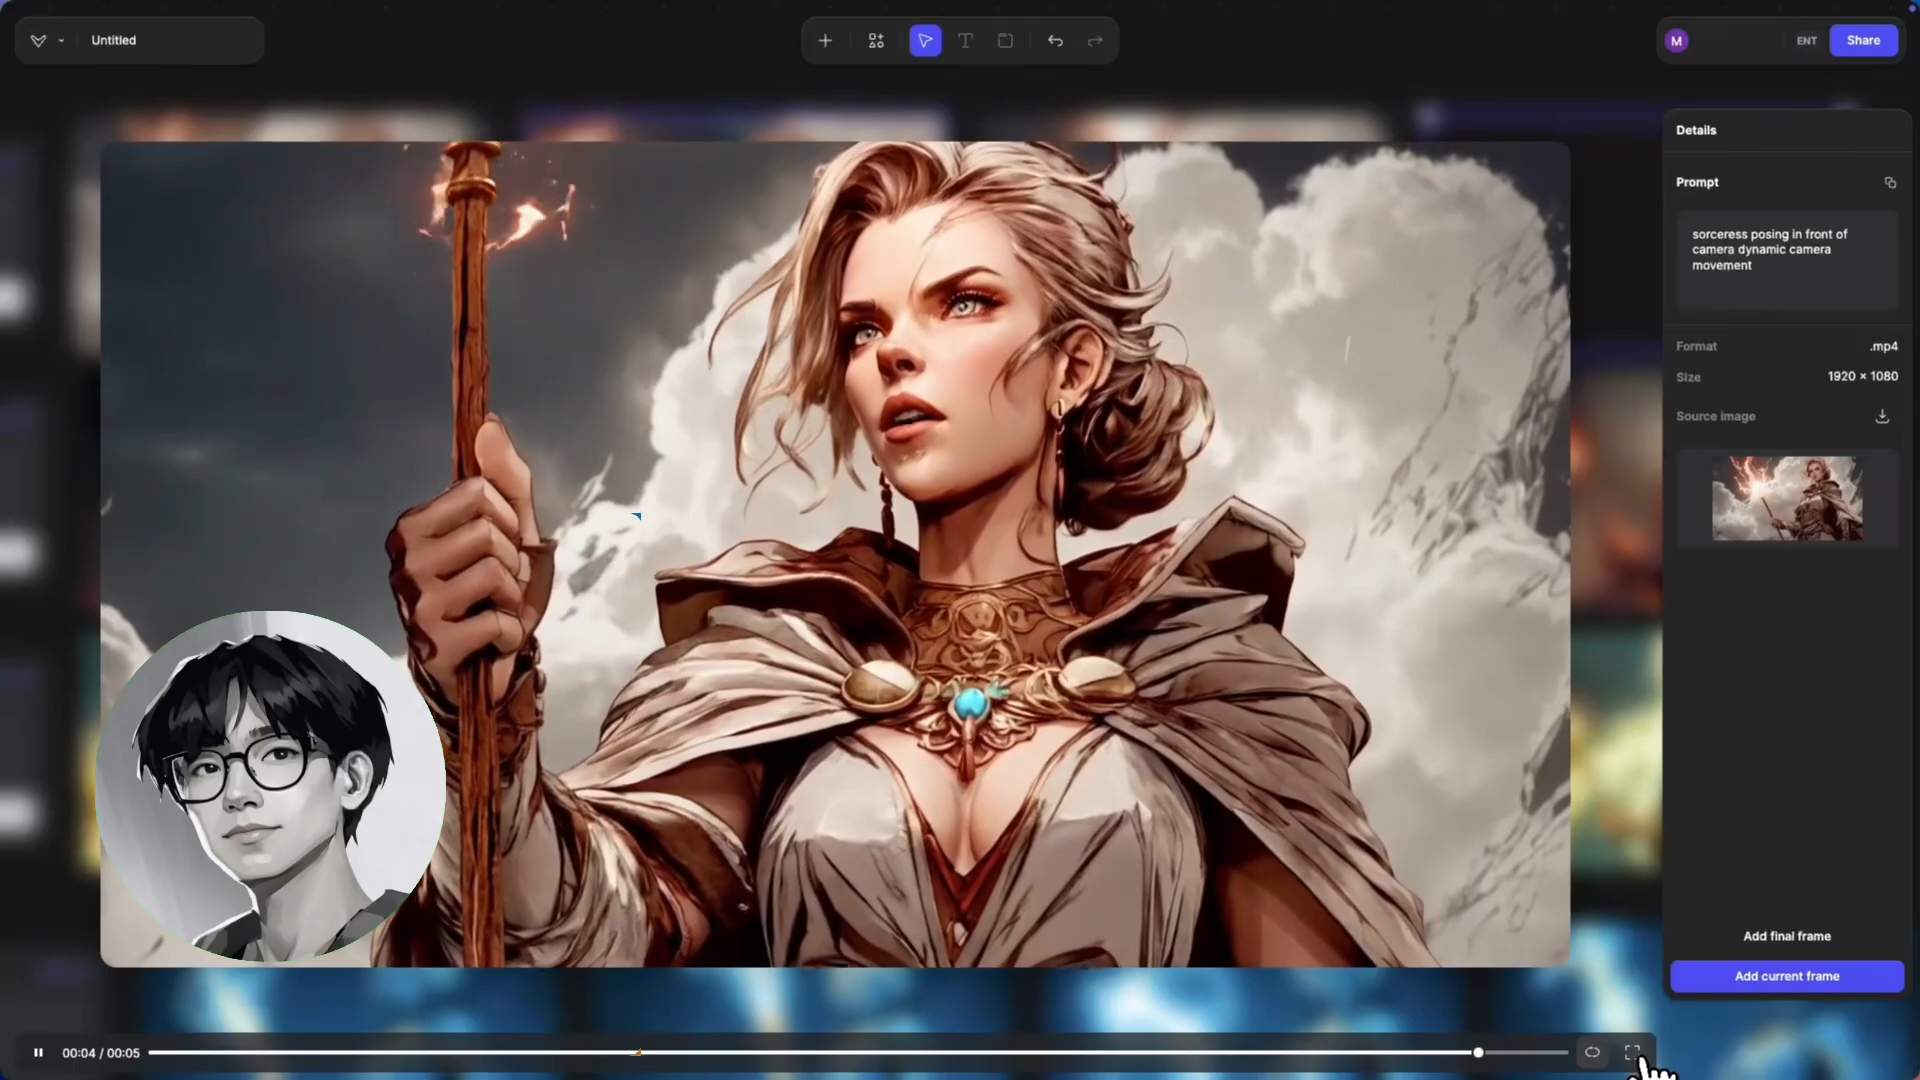 Untitled
M
ENT
Share
Details
Prompt
sorceress posing in front of
camera dynamic camera
movement
Format
.mp4
Size
1920 × 1080
Source image
Add final frame
Add current frame
00:04 / 00:05